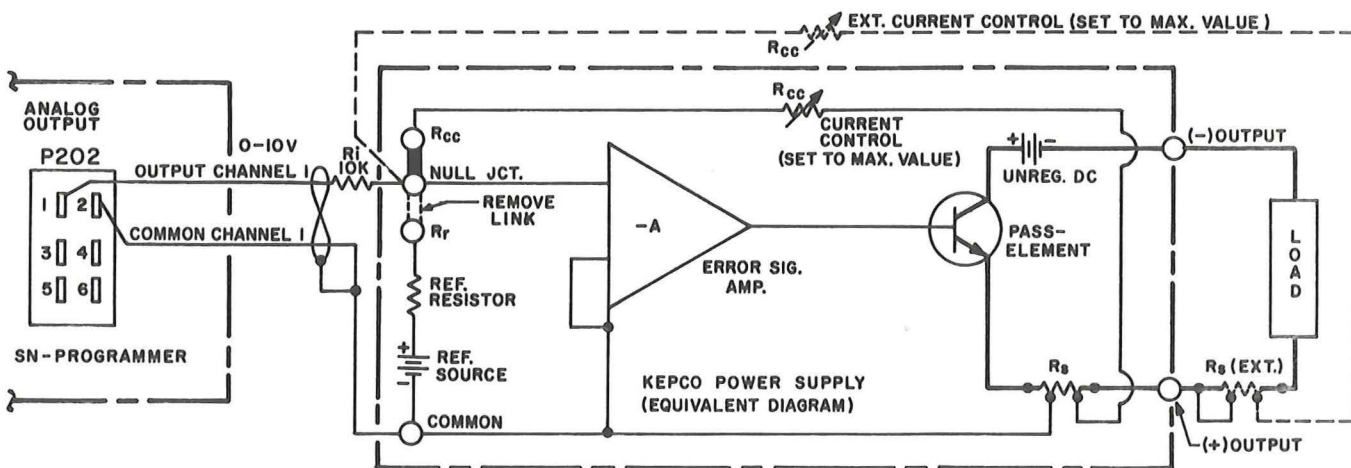 EXT. CURRENT CONTROL (SET TO MAX. VALUE)
Rcc
ANALOG
OUTPUT
P202
1 2
3 4
5 6
SN-PROGRAMMER
0-10V
OUTPUT CHANNEL 1
COMMON CHANNEL 1
Ri
10K
Rcc
NULL JCT.
REMOVE
LINK
Rr
REF.
RESISTOR
+
-
REF.
SOURCE
COMMON
Rcc
CURRENT
CONTROL
(SET TO MAX. VALUE)
-A
ERROR SIG.
AMP.
+ -
UNREG. DC
PASS-
ELEMENT
KEPCO POWER SUPPLY
(EQUIVALENT DIAGRAM)
Rs
(-) OUTPUT
LOAD
Rs (EXT.)
(+) OUTPUT